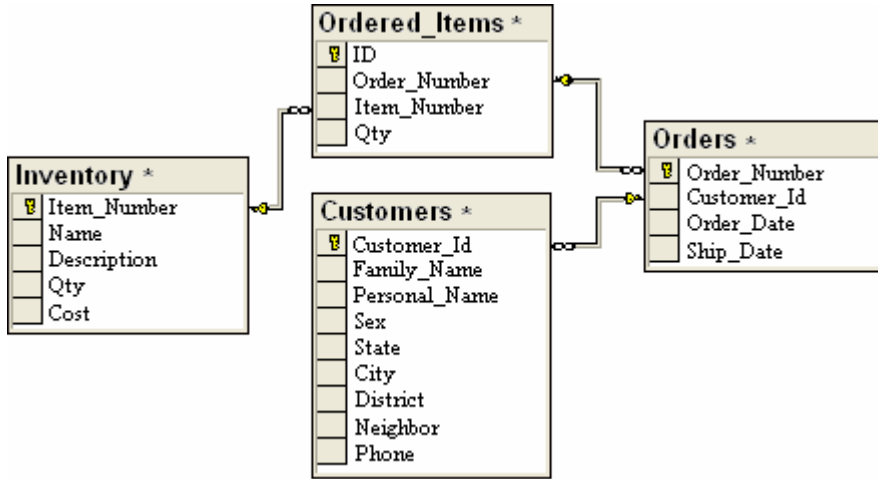 Ordered_Items *
ID
Order_Number
Item_Number
Qty
Inventory *
Item_Number
Name
Description
Qty
Cost
Customers *
Customer_Id
Family_Name
Personal_Name
Sex
State
City
District
Neighbor
Phone
Orders *
Order_Number
Customer_Id
Order_Date
Ship_Date